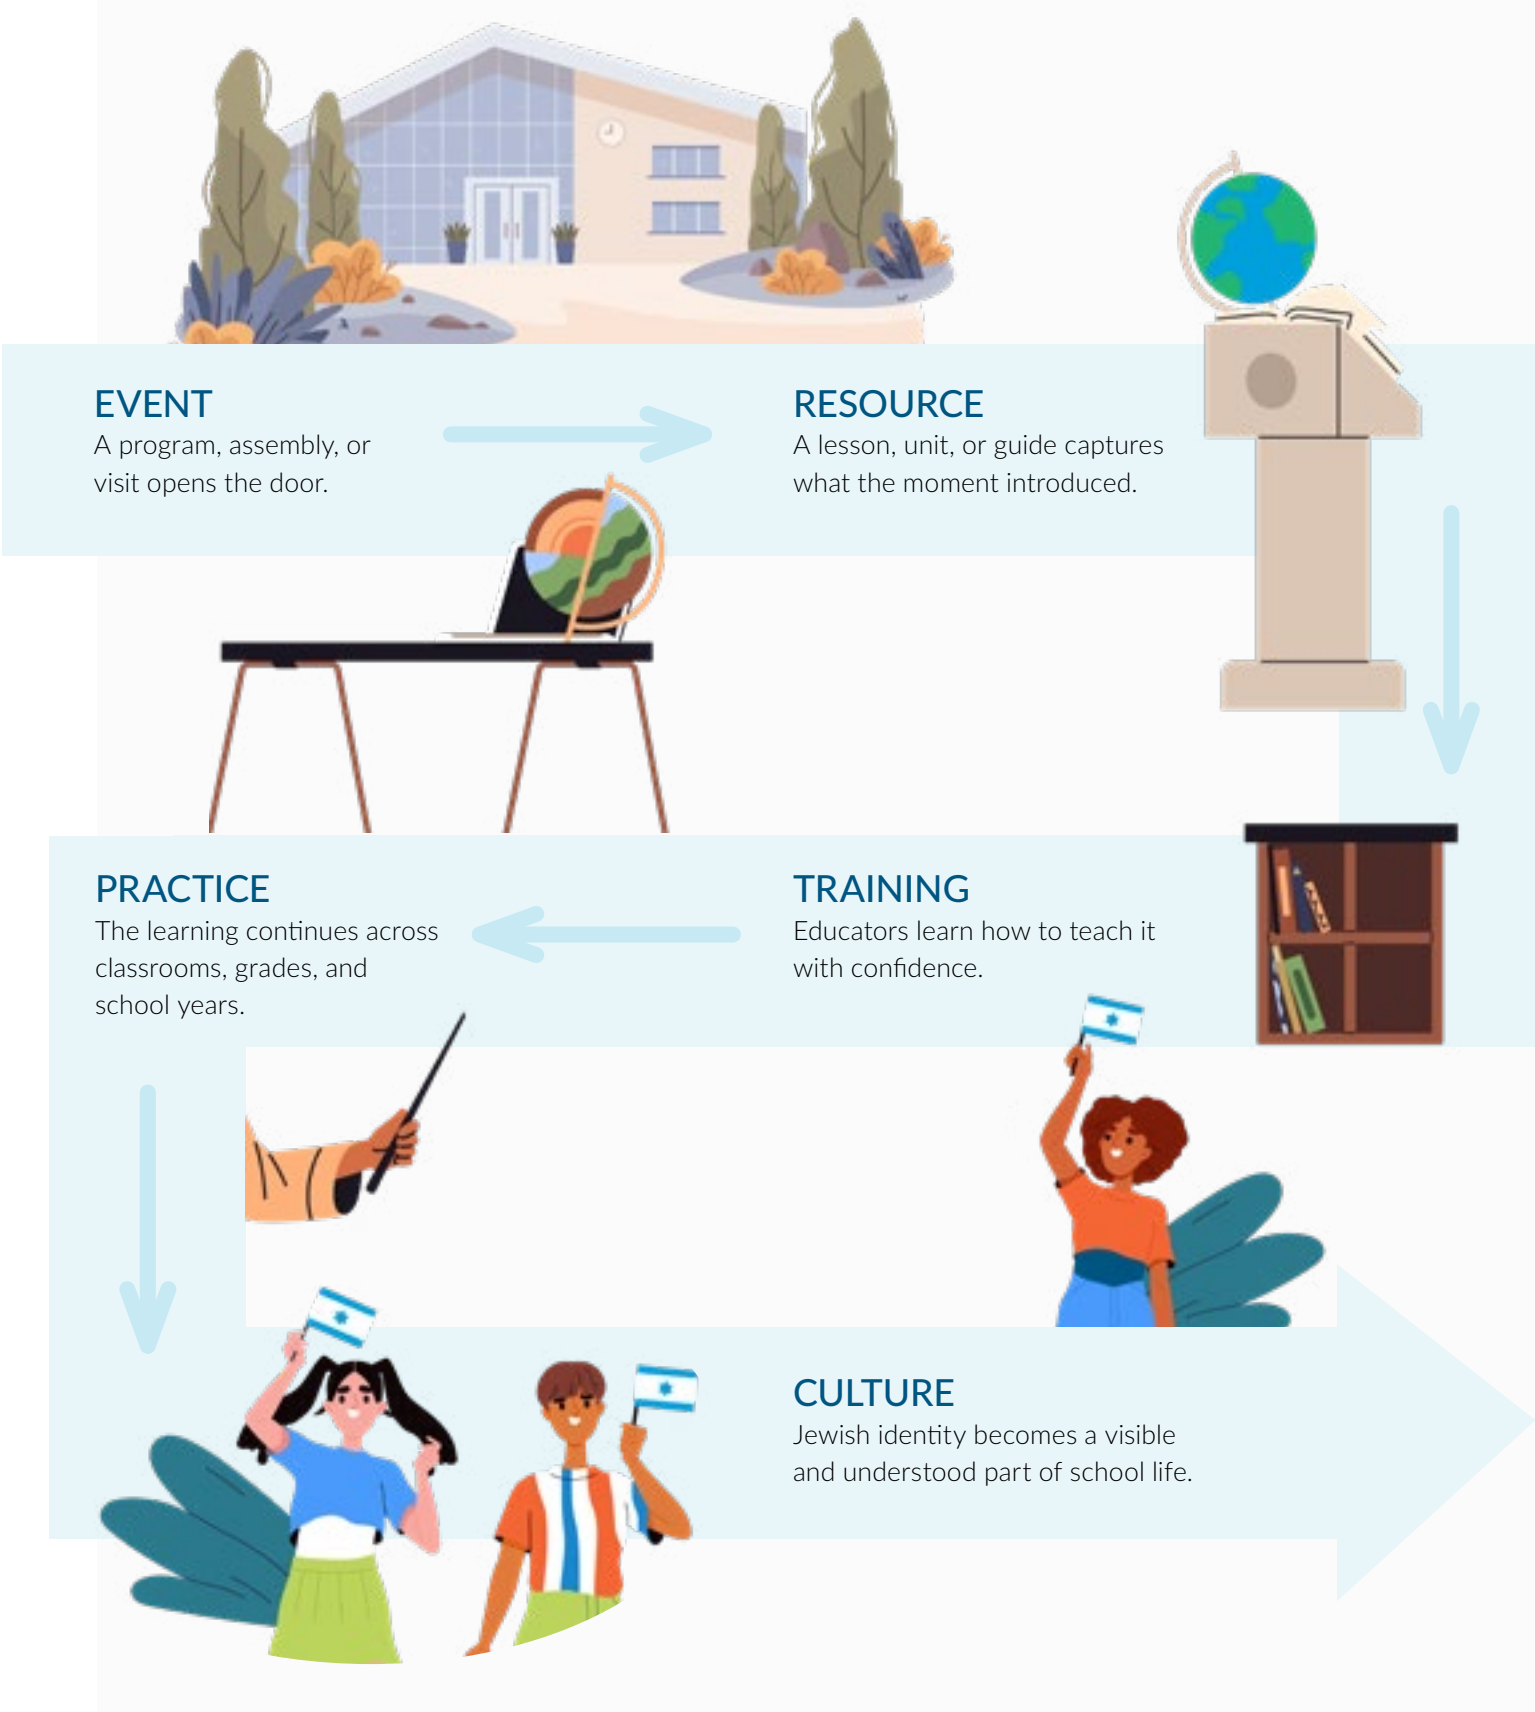 EVENT
A program, assembly, or
visit opens the door.
RESOURCE
A lesson, unit, or guide captures
what the moment introduced.
TRAINING
Educators learn how to teach it
with confidence.
PRACTICE
The learning continues across
classrooms, grades, and
school years.
CULTURE
Jewish identity becomes a visible
and understood part of school life.